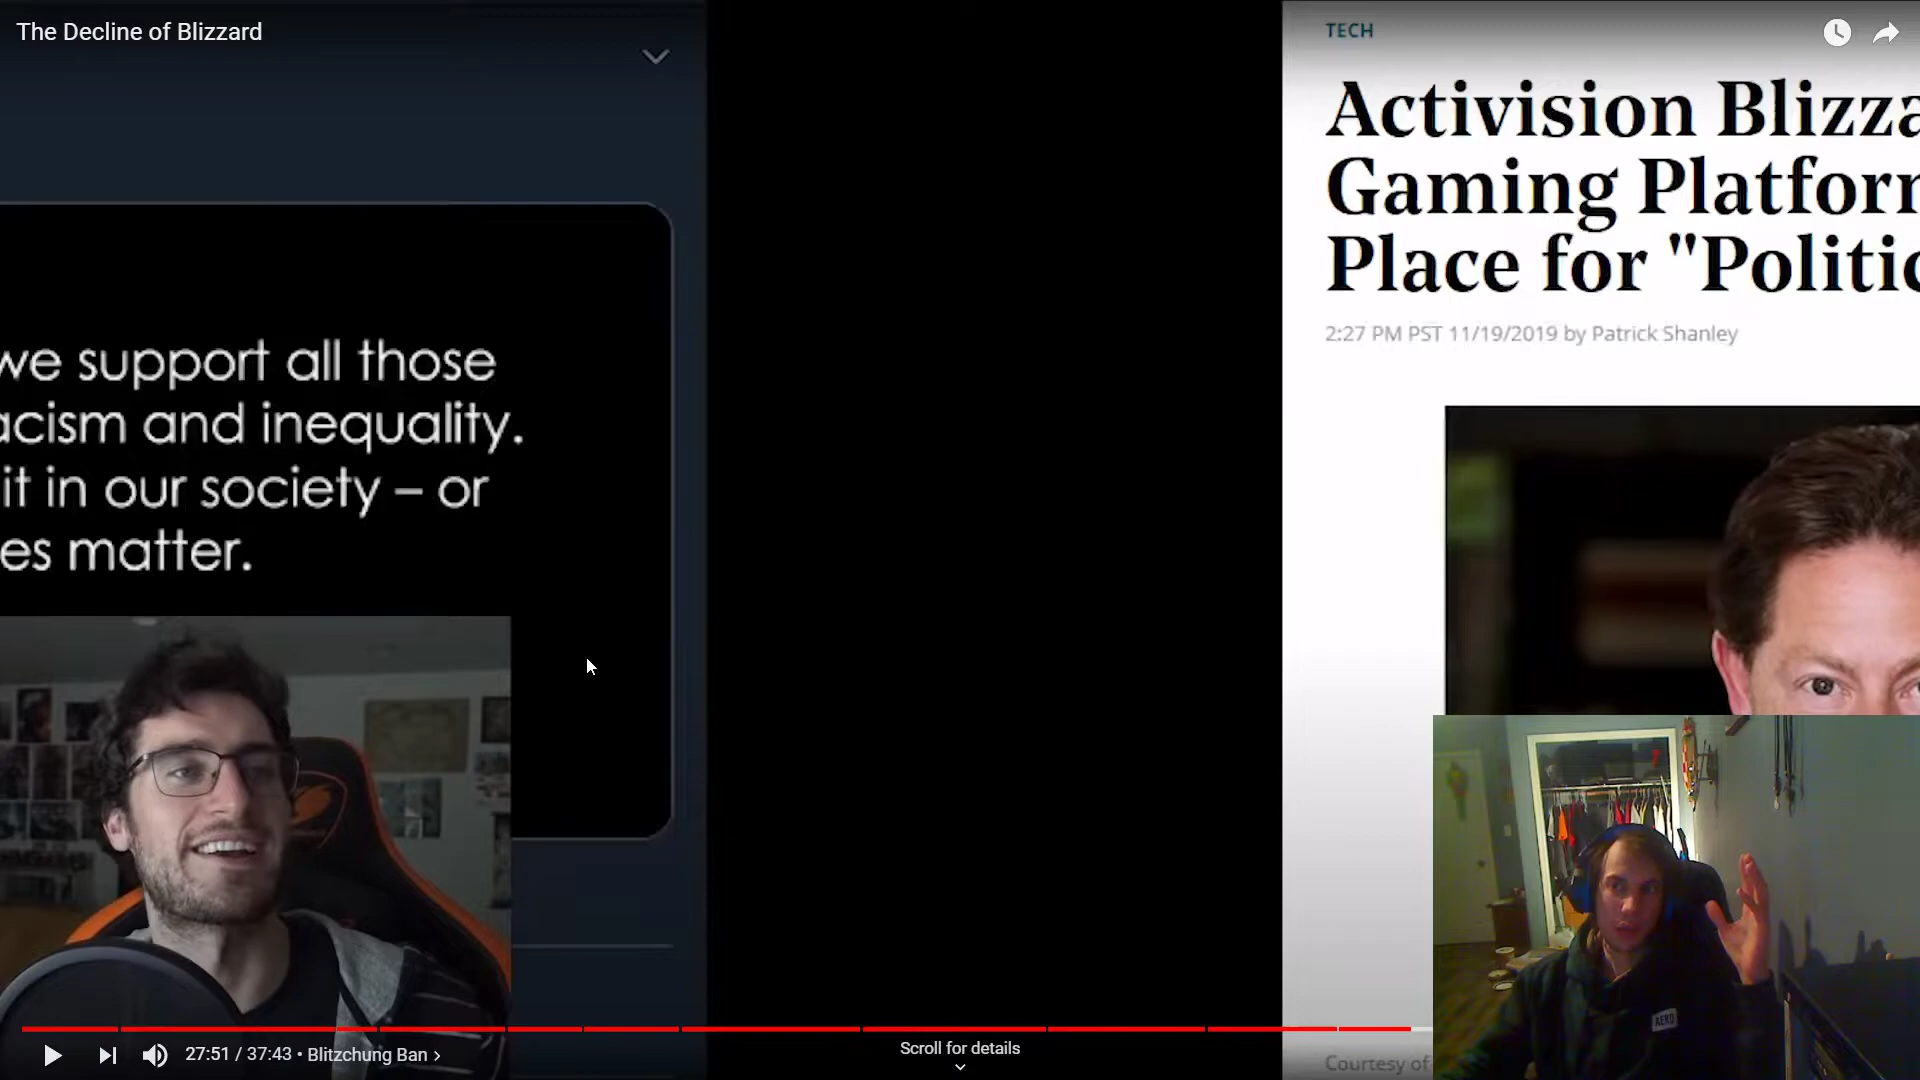 The Decline of Blizzard
we support all those
acism and inequality.
it in our society – or
es matter.
TECH
Activision Blizza
Gaming Platfor
Place for "Politic
2:27 PM PST 11/19/2019 by Patrick Shanley
Courtesy of
AERO
27:51 / 37:43 • Blitzchung Ban ›
Scroll for details